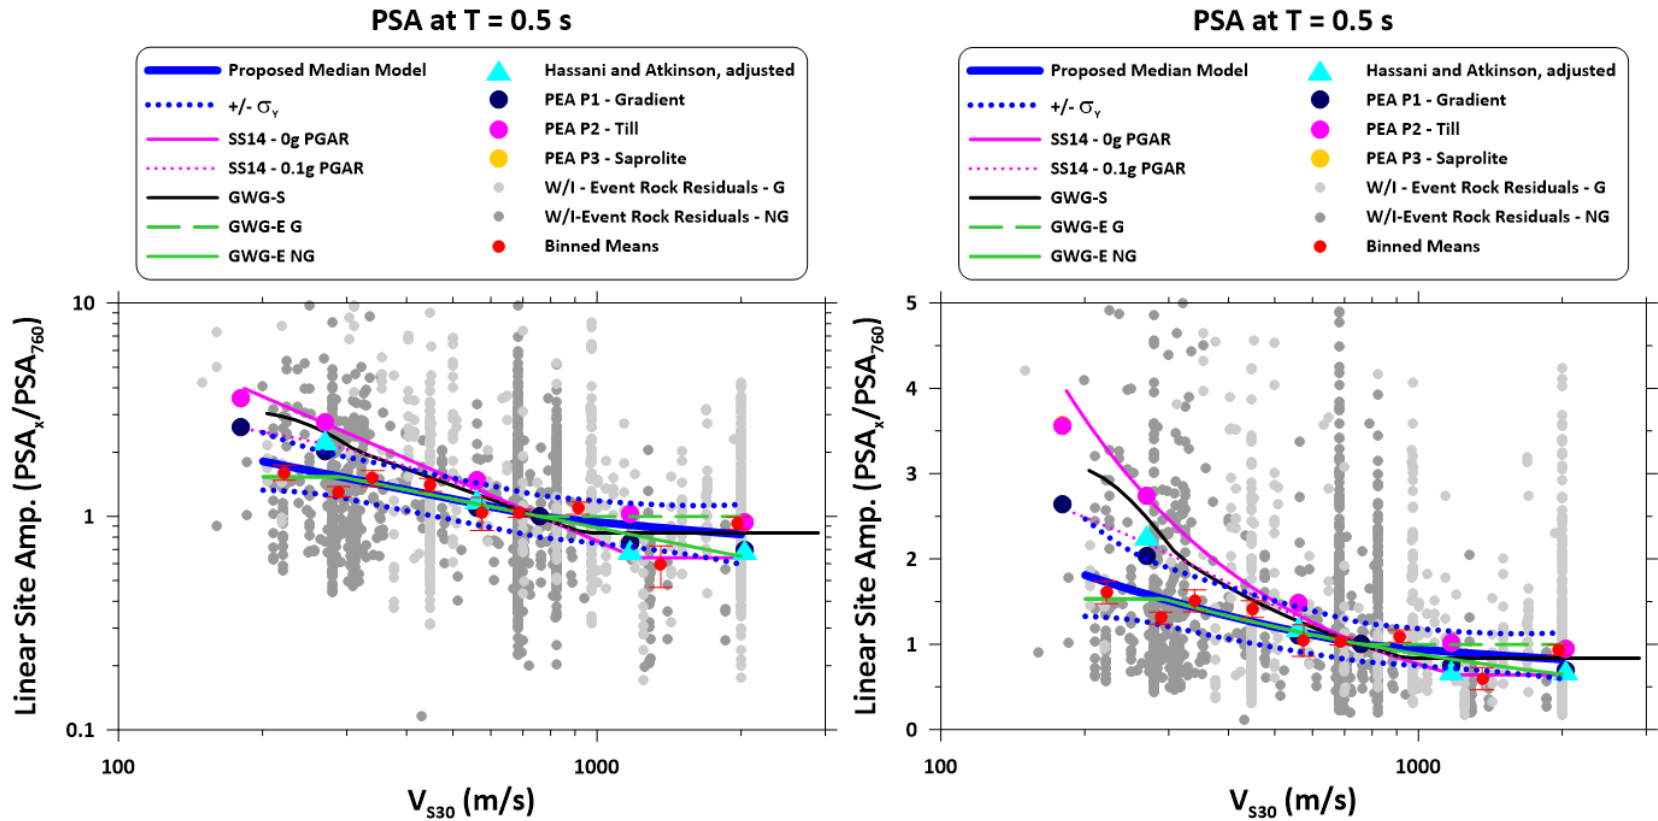 PSA at T = 0.5 s
Proposed Median Model
+/- σY
SS14 - 0g PGAR
SS14 - 0.1g PGAR
GWG-S
GWG-E G
GWG-E NG
Hassani and Atkinson, adjusted
PEA P1 - Gradient
PEA P2 - Till
PEA P3 - Saprolite
W/I - Event Rock Residuals - G
W/I-Event Rock Residuals - NG
Binned Means
Linear Site Amp. (PSAx/PSA760)
10
1
0.1
100
1000
VS30 (m/s)
PSA at T = 0.5 s
Proposed Median Model
+/- σY
SS14 - 0g PGAR
SS14 - 0.1g PGAR
GWG-S
GWG-E G
GWG-E NG
Hassani and Atkinson, adjusted
PEA P1 - Gradient
PEA P2 - Till
PEA P3 - Saprolite
W/I - Event Rock Residuals - G
W/I-Event Rock Residuals - NG
Binned Means
Linear Site Amp. (PSAx/PSA760)
5
4
3
2
1
0
100
1000
VS30 (m/s)